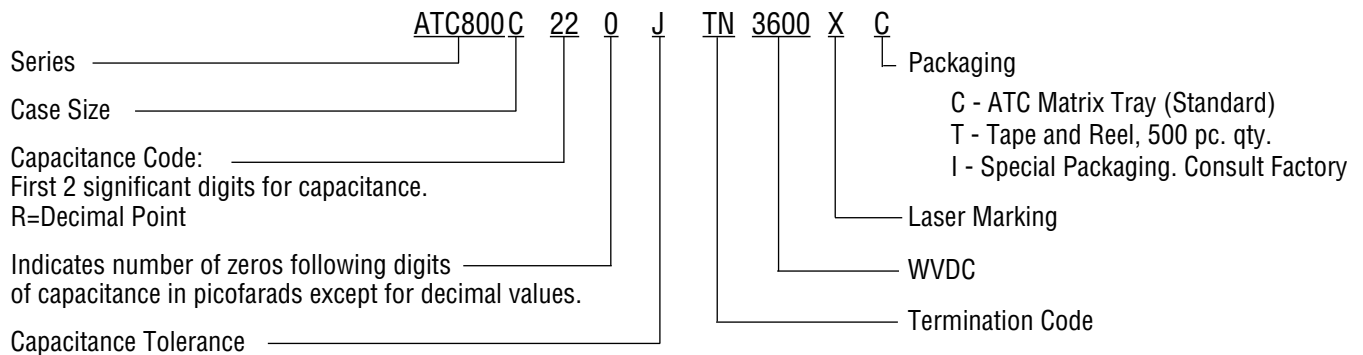 ATC800 C 22 0 J TN 3600 X C
Series
Case Size
Capacitance Code:
First 2 significant digits for capacitance.
R=Decimal Point
Indicates number of zeros following digits
of capacitance in picofarads except for decimal values.
Capacitance Tolerance
Packaging
C - ATC Matrix Tray (Standard)
T - Tape and Reel, 500 pc. qty.
I - Special Packaging. Consult Factory
Laser Marking
WVDC
Termination Code